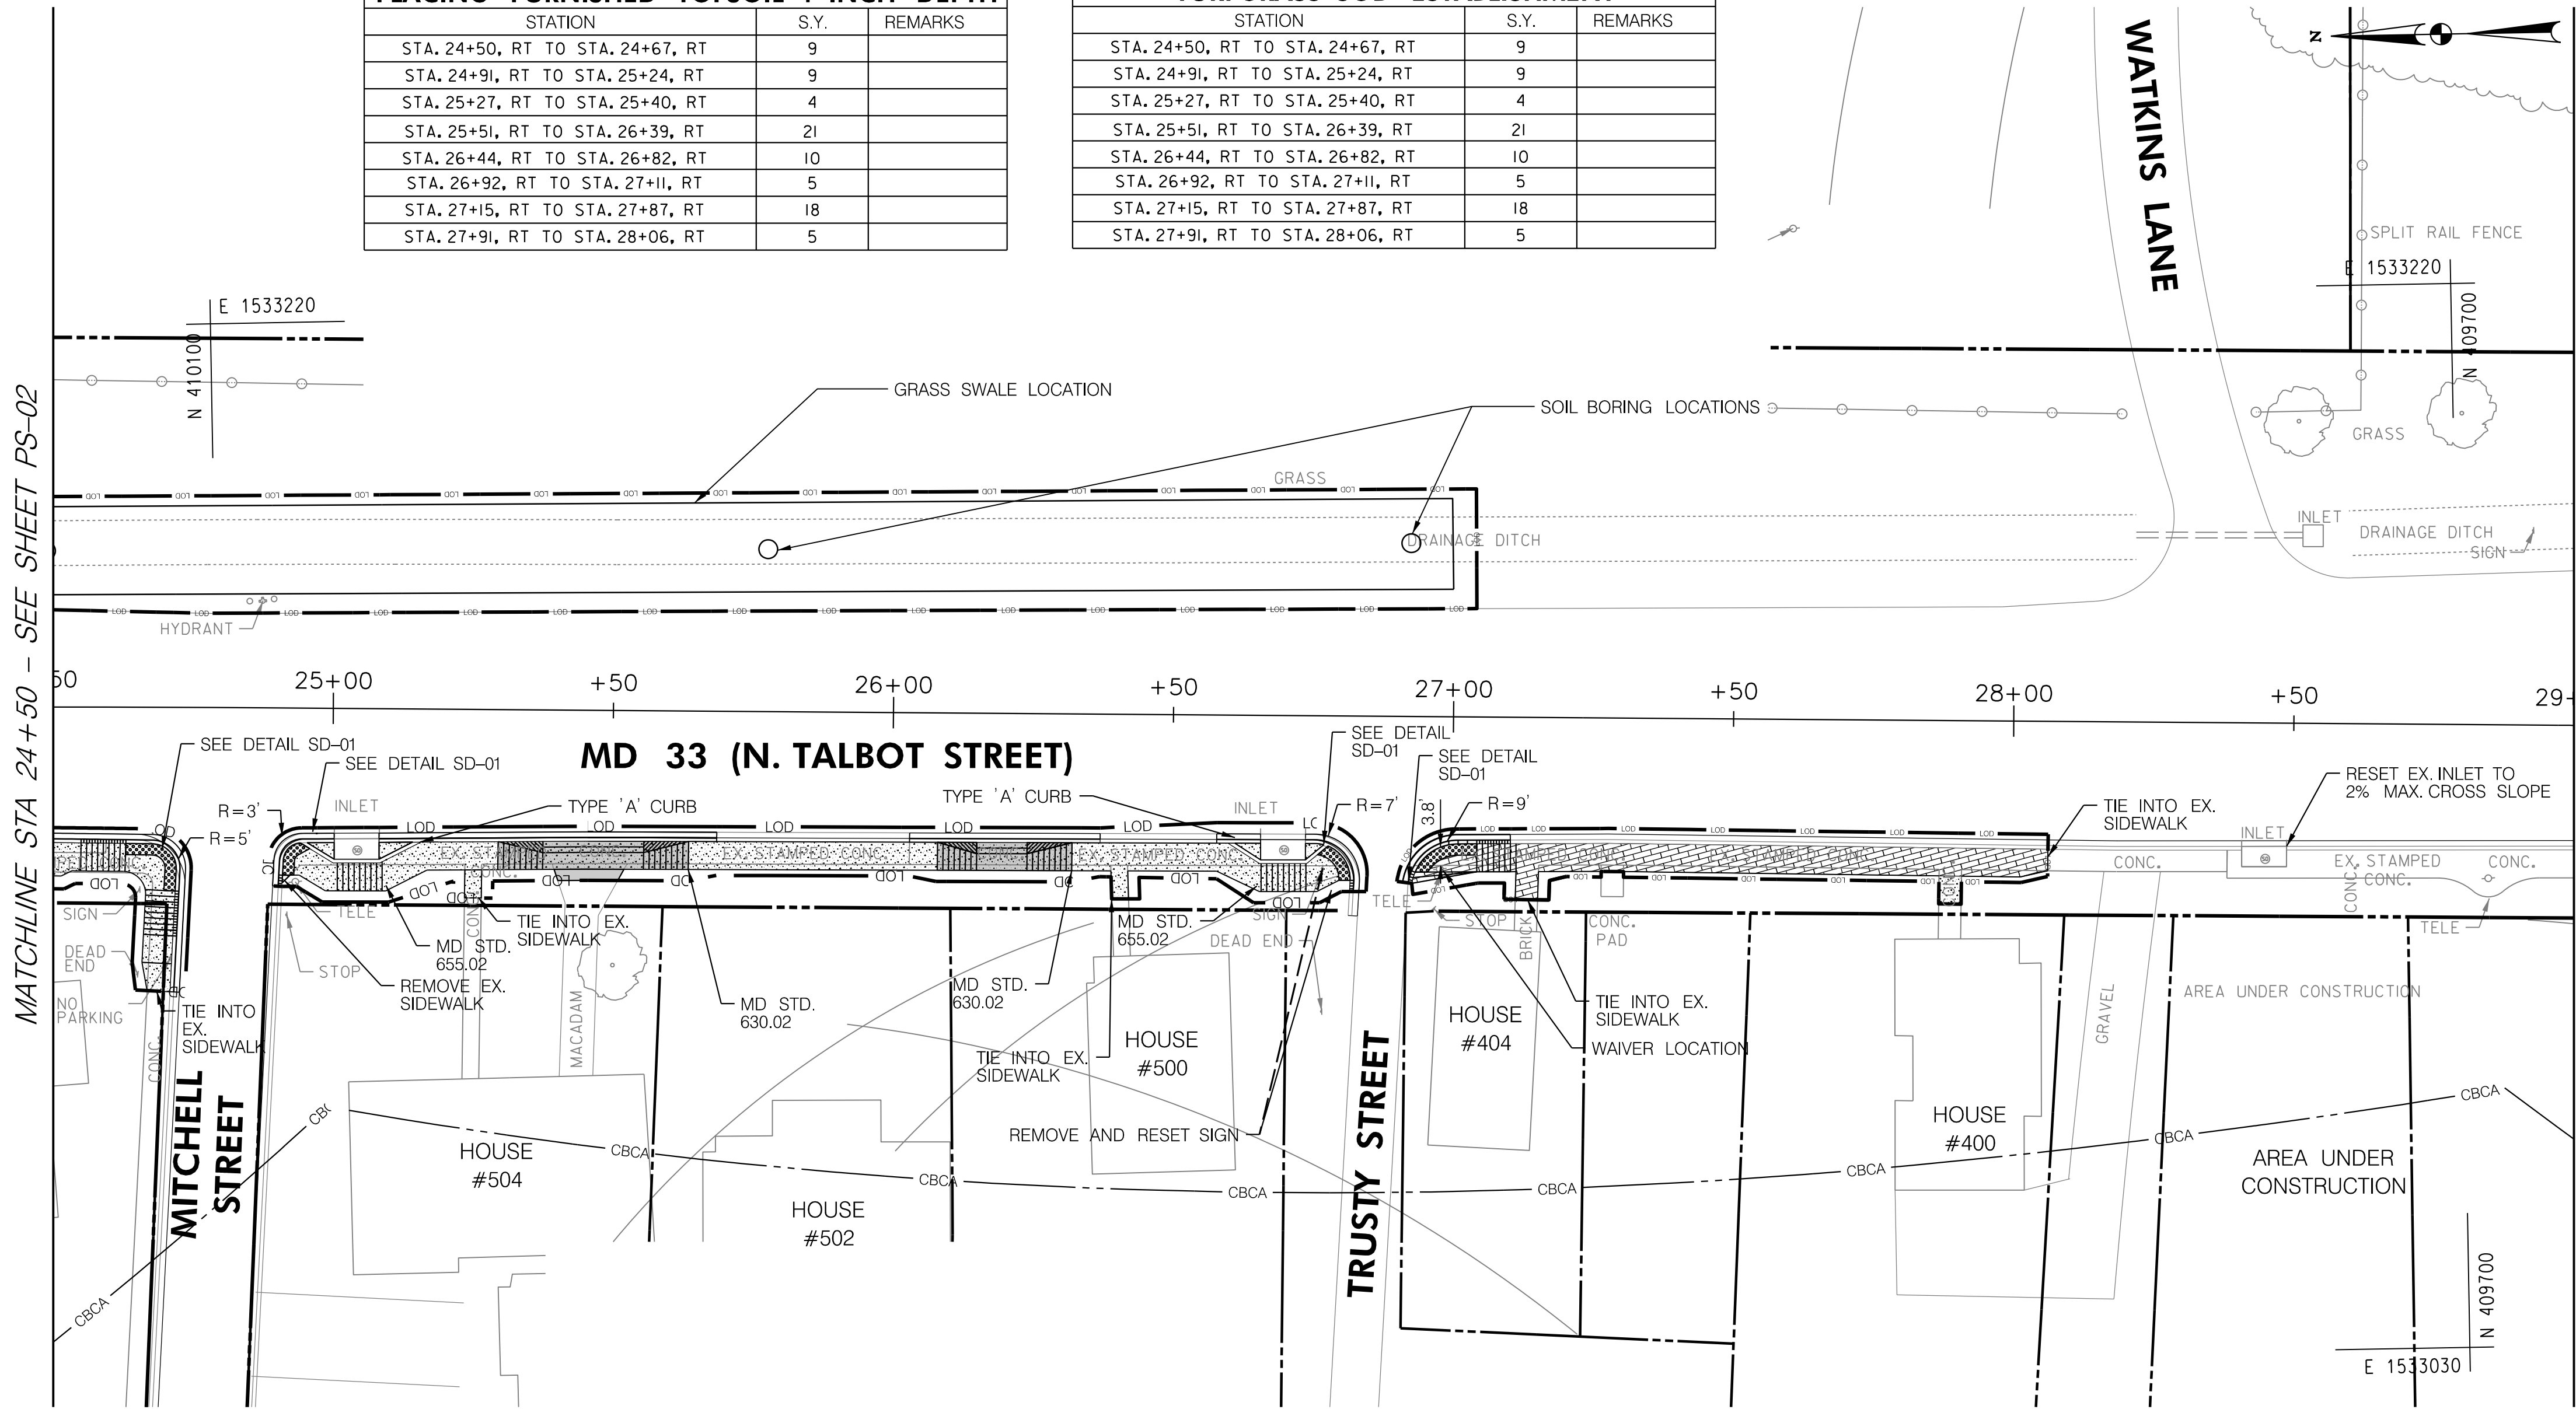 STATION S.Y. REMARKS
STA. 24+50, RT TO STA. 24+67, RT 9
STA. 24+91, RT TO STA. 25+24, RT 9
STA. 25+27, RT TO STA. 25+40, RT 4
STA. 25+51, RT TO STA. 26+39, RT 21
STA. 26+44, RT TO STA. 26+82, RT 10
STA. 26+92, RT TO STA. 27+11, RT 5
STA. 27+15, RT TO STA. 27+87, RT 18
STA. 27+91, RT TO STA. 28+06, RT 5
STATION S.Y. REMARKS
STA. 24+50, RT TO STA. 24+67, RT 9
STA. 24+91, RT TO STA. 25+24, RT 9
STA. 25+27, RT TO STA. 25+40, RT 4
STA. 25+51, RT TO STA. 26+39, RT 21
STA. 26+44, RT TO STA. 26+82, RT 10
STA. 26+92, RT TO STA. 27+11, RT 5
STA. 27+15, RT TO STA. 27+87, RT 18
STA. 27+91, RT TO STA. 28+06, RT 5
N
WATKINS LANE
SPLIT RAIL FENCE
E 1533220
N 409700
E 1533220
N 410100
MATCHLINE STA 24+50 - SEE SHEET PS-02
GRASS SWALE LOCATION
SOIL BORING LOCATIONS
GRASS
GRASS
DRAINAGE DITCH
INLET
DRAINAGE DITCH
SIGN
HYDRANT
LOD
50
25+00
+50
26+00
+50
27+00
+50
28+00
+50
29
MD 33 (N. TALBOT STREET)
SEE DETAIL SD-01
SEE DETAIL SD-01
SEE DETAIL
SD-01
SEE DETAIL
SD-01
R=3'
R=5'
R=7'
R=9'
3.8'
INLET
TYPE 'A' CURB
TYPE 'A' CURB
INLET
RESET EX. INLET TO
2% MAX. CROSS SLOPE
TIE INTO EX.
SIDEWALK
INLET
LOD
EX. STAMPED CONC.
CONC.
EX. STAMPED
CONC.
CONC.
CONC.
TELE
SIGN
DEAD
END
NO
PARKING
TELE
STOP
TIE INTO EX.
SIDEWALK
MD STD.
655.02
REMOVE EX.
SIDEWALK
TIE INTO
EX.
SIDEWALK
CONC.
CONC.
MACADAM
MD STD.
630.02
MD STD.
630.02
MD STD.
655.02
SIGN
DEAD END
TIE INTO EX.
SIDEWALK
TELE
STOP
BRICK
CONC.
PAD
TIE INTO EX.
SIDEWALK
WAIVER LOCATION
REMOVE AND RESET SIGN
HOUSE
#504
HOUSE
#502
HOUSE
#500
HOUSE
#404
HOUSE
#400
GRAVEL
AREA UNDER CONSTRUCTION
AREA UNDER
CONSTRUCTION
MITCHELL
STREET
TRUSTY STREET
CBCA
CBCA
CBCA
CBCA
CBCA
CBCA
CBCA
CBCA
N 409700
E 1533030